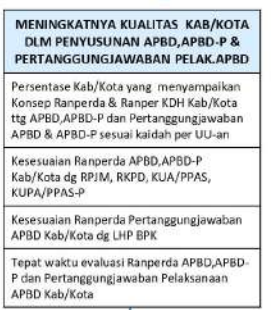 MENINGKATNYA KUALITAS KAB/KOTA
DLM PENYUSUNAN APBD,APBD-P &
PERTANGGUNGJAWABAN PELAK.APBD
Persentase Kab/Kota yang menyampaikan
Konsep Ranperda & Ranper KDH Kab/Kota
ttg APBD,APBD-P dan Pertanggungjawaban
APBD & APBD-P sesuai kaidah per UU-an
Kesesuaian Ranperda APBD,APBD-P
Kab/Kota dg RPJM, RKPD, KUA/PPAS,
KUPA/PPAS-P
Kesesuaian Ranperda Pertanggungjawaban
APBD Kab/Kota dg LHP BPK
Tepat waktu evaluasi Ranperda APBD,APBD-
P dan Pertanggungjawaban Pelaksanaan
APBD Kab/Kota